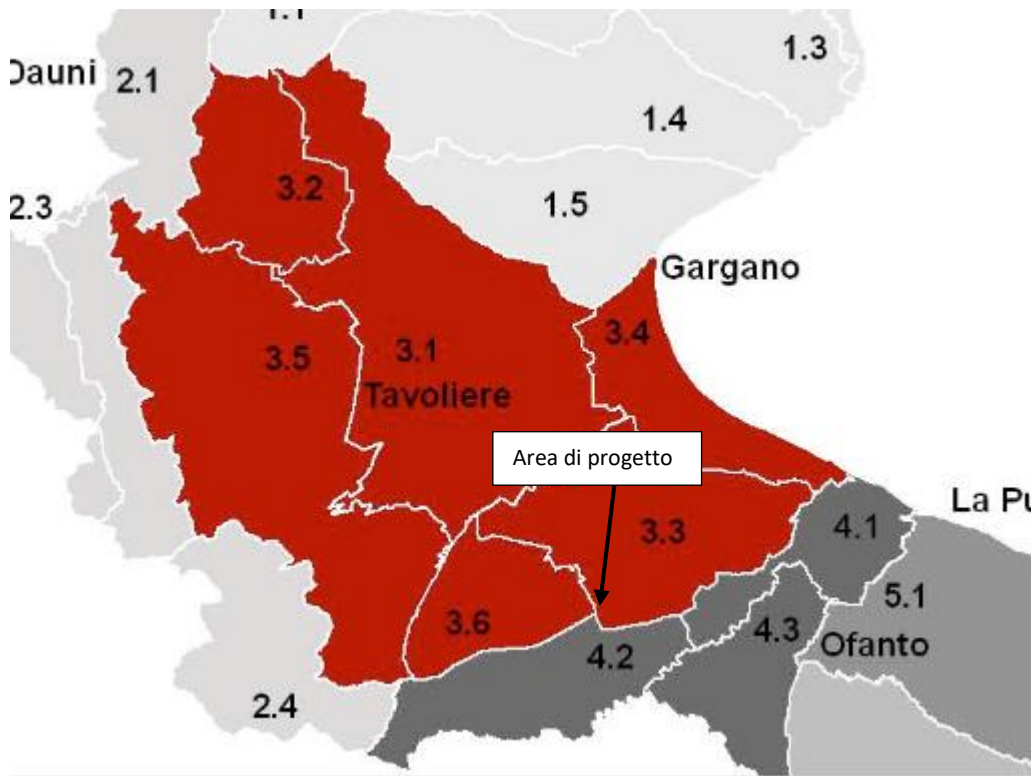 1.1
1.3
Dauni
2.1
1.4
3.2
2.3
1.5
Gargano
3.4
3.5
3.1
Tavoliere
Area di progetto
La Pu
3.3
4.1
5.1
3.6
4.3
4.2
Ofanto
2.4